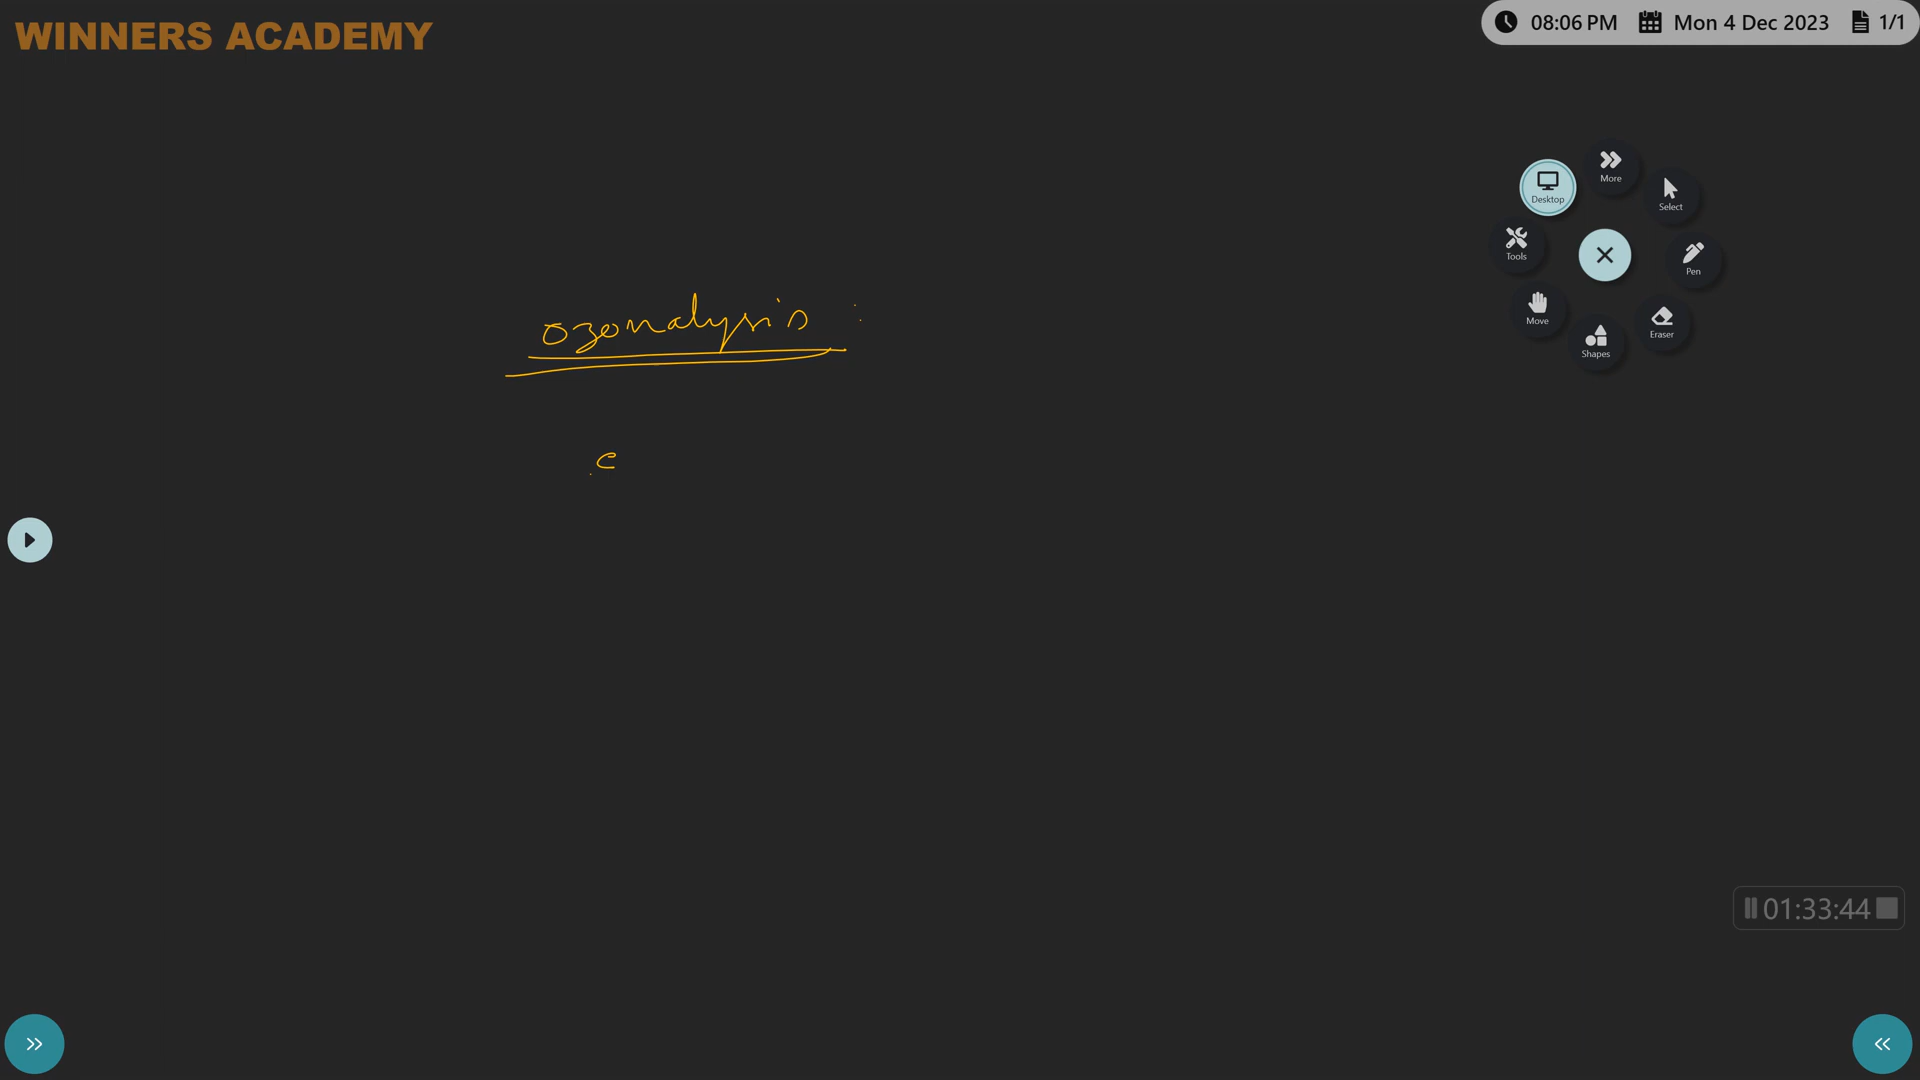 WINNERS ACADEMY
08:06 PM Mon 4 Dec 2023 1/1
More
Desktop
Select
Tools
Pen
Move
Eraser
Shapes
ozonalysis :
c
01:33:44